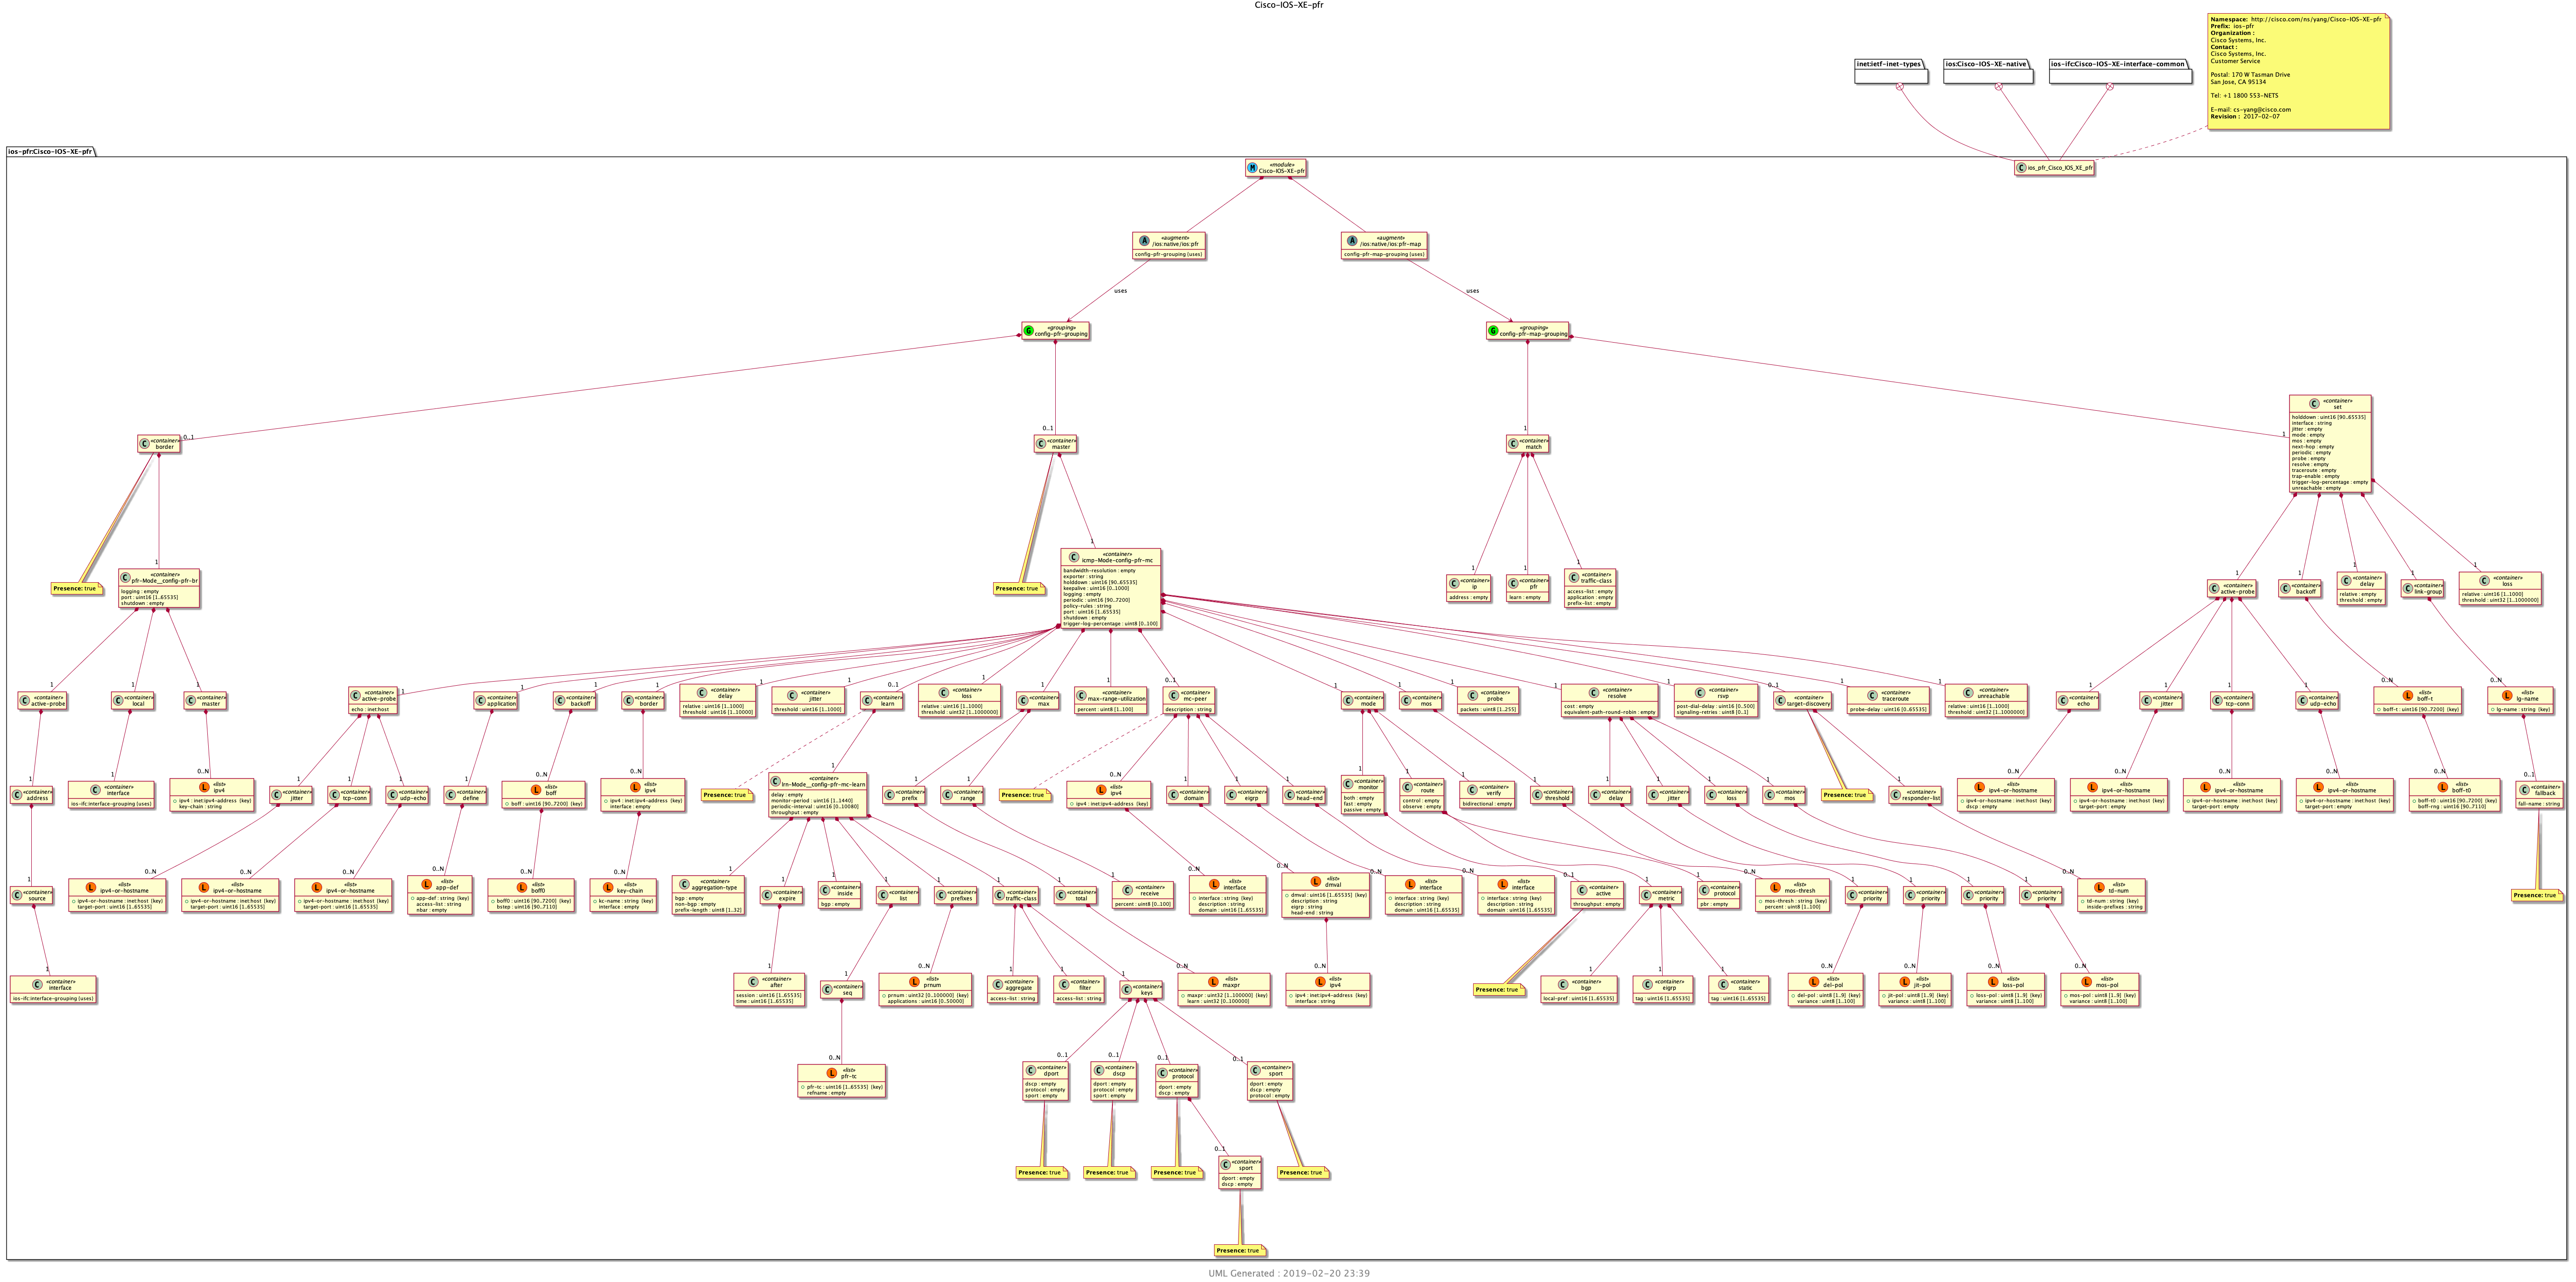 Cisco-IOS-XE-pfr
Namespace: http://cisco.com/ns/yang/Cisco-IOS-XE-pfr
Prefix: ios-pfr
Organization :
Cisco Systems, Inc.
Contact :
Cisco Systems, Inc.
Customer Service
Postal: 170 W Tasman Drive
San Jose, CA 95134
Tel: +1 1800 553-NETS
E-mail: cs-yang@cisco.com
Revision : 2017-02-07
inet:ietf-inet-types
ios:Cisco-IOS-XE-native
ios-ifc:Cisco-IOS-XE-interface-common
ios-pfr:Cisco-IOS-XE-pfr
M
«module»
Cisco-IOS-XE-pfr
C
ios_pfr_Cisco_IOS_XE_pfr
A
«augment»
/ios:native/ios:pfr
config-pfr-grouping (uses)
A
«augment»
/ios:native/ios:pfr-map
config-pfr-map-grouping (uses)
uses
uses
G
«grouping»
config-pfr-grouping
G
«grouping»
config-pfr-map-grouping
C
«container»
set
holddown : uint16 [90..65535]
interface : string
jitter : empty
mode : empty
mos : empty
next-hop : empty
periodic : empty
probe : empty
resolve : empty
traceroute : empty
trap-enable : empty
trigger-log-percentage : empty
unreachable : empty
C
«container»
border
0..1
C
«container»
master
0..1
C
«container»
match
1
1
Presence: true
C
«container»
pfr-Mode__config-pfr-br
logging : empty
port : uint16 [1..65535]
shutdown : empty
1
Presence: true
C
«container»
lcmp-Mode-config-pfr-mc
bandwidth-resolution : empty
exporter : string
holddown : uint16 [90..65535]
keepalive : uint16 [0..1000]
logging : empty
periodic : uint16 [90..7200]
policy-rules : string
port : uint16 [1..65535]
shutdown : empty
trigger-log-percentage : uint8 [0..100]
1
«container»
ip
address : empty
«container»
pfr
learn : empty
«container»
traffic-class
access-list : empty
application : empty
prefix-list : empty
«container»
active-probe
«container»
backoff
«container»
delay
relative : empty
threshold : empty
«container»
link-group
«container»
loss
relative : uint16 [1..1000]
threshold : uint32 [1..1000000]
«container»
active-probe
«container»
local
«container»
master
«container»
active-probe
echo : inet:host
«container»
application
«container»
backoff
«container»
border
«container»
delay
relative : uint16 [1..1000]
threshold : uint16 [1..10000]
«container»
jitter
threshold : uint16 [1..1000]
«container»
learn
«container»
loss
relative : uint16 [1..1000]
threshold : uint32 [1..1000000]
«container»
max
«container»
max-range-utilization
percent : uint8 [1..100]
«container»
mc-peer
description : string
«container»
mode
«container»
mos
«container»
probe
packets : uint8 [1..255]
«container»
resolve
cost : empty
equivalent-path-round-robin : empty
«container»
rsvp
post-dial-delay : uint16 [0..500]
signaling-retries : uint8 [0..1]
«container»
target-discovery
«container»
traceroute
probe-delay : uint16 [0..65535]
«container»
unreachable
relative : uint16 [1..1000]
threshold : uint32 [1..1000000]
«container»
echo
«container»
jitter
«container»
tcp-conn
«container»
udp-echo
«list»
boff-t
boff-t : uint16 [90..7200] (key)
«list»
lg-name
lg-name : string (key)
«container»
address
«container»
interface
ios-ifc:interface-grouping (uses)
«list»
ipv4
ipv4 : inet:ipv4-address (key)
key-chain : string
«container»
jitter
«container»
tcp-conn
«container»
udp-echo
«container»
define
«list»
boff
boff : uint16 [90..7200] (key)
«list»
ipv4
ipv4 : inet:ipv4-address (key)
interface : empty
Presence: true
«container»
lrn-Mode__config-pfr-mc-learn
delay : empty
monitor-period : uint16 [1..1440]
periodic-interval : uint16 [0..10080]
throughput : empty
«container»
prefix
«container»
range
Presence: true
«list»
ipv4
ipv4 : inet:ipv4-address (key)
«container»
domain
«container»
eigrp
«container»
head-end
«container»
monitor
both : empty
fast : empty
passive : empty
«container»
route
control : empty
observe : empty
«container»
verify
bidirectional : empty
«container»
threshold
«container»
delay
«container»
jitter
«container»
loss
«container»
mos
Presence: true
«container»
responder-list
«list»
ipv4-or-hostname
ipv4-or-hostname : inet:host (key)
dscp : empty
«list»
ipv4-or-hostname
ipv4-or-hostname : inet:host (key)
target-port : empty
«list»
ipv4-or-hostname
ipv4-or-hostname : inet:host (key)
target-port : empty
«list»
ipv4-or-hostname
ipv4-or-hostname : inet:host (key)
target-port : empty
«list»
boff-t0
boff-t0 : uint16 [90..7200] (key)
boff-rng : uint16 [90..7110]
«container»
fallback
fall-name : string
«container»
source
«list»
ipv4-or-hostname
ipv4-or-hostname : inet:host (key)
target-port : uint16 [1..65535]
«list»
ipv4-or-hostname
ipv4-or-hostname : inet:host (key)
target-port : uint16 [1..65535]
«list»
ipv4-or-hostname
ipv4-or-hostname : inet:host (key)
target-port : uint16 [1..65535]
«list»
app-def
app-def : string (key)
access-list : string
nbar : empty
«list»
boff0
boff0 : uint16 [90..7200] (key)
bstep : uint16 [90..7110]
«list»
key-chain
kc-name : string (key)
interface : empty
«container»
aggregation-type
bgp : empty
non-bgp : empty
prefix-length : uint8 [1..32]
«container»
expire
«container»
inside
bgp : empty
«container»
list
«container»
prefixes
«container»
traffic-class
«container»
total
«container»
receive
percent : uint8 [0..100]
«list»
interface
interface : string (key)
description : string
domain : uint16 [1..65535]
«list»
dmval
dmval : uint16 [1..65535] (key)
description : string
eigrp : string
head-end : string
«list»
interface
interface : string (key)
description : string
domain : uint16 [1..65535]
«list»
interface
interface : string (key)
description : string
domain : uint16 [1..65535]
«container»
active
throughput : empty
«container»
metric
«container»
protocol
pbr : empty
«list»
mos-thresh
mos-thresh : string (key)
percent : uint8 [1..100]
«container»
priority
«container»
priority
«container»
priority
«container»
priority
«list»
td-num
td-num : string (key)
inside-prefixes : string
Presence: true
«container»
interface
ios-ifc:interface-grouping (uses)
«container»
after
session : uint16 [1..65535]
time : uint16 [1..65535]
«container»
seq
«list»
prnum
prnum : uint32 [0..100000] (key)
applications : uint16 [0..50000]
«container»
aggregate
access-list : string
«container»
filter
access-list : string
«container»
keys
«list»
maxpr
maxpr : uint32 [1..100000] (key)
learn : uint32 [0..100000]
«list»
ipv4
ipv4 : inet:ipv4-address (key)
interface : string
Presence: true
«container»
bgp
local-pref : uint16 [1..65535]
«container»
eigrp
tag : uint16 [1..65535]
«container»
static
tag : uint16 [1..65535]
«list»
del-pol
del-pol : uint8 [1..9] (key)
variance : uint8 [1..100]
«list»
jit-pol
jit-pol : uint8 [1..9] (key)
variance : uint8 [1..100]
«list»
loss-pol
loss-pol : uint8 [1..9] (key)
variance : uint8 [1..100]
«list»
mos-pol
mos-pol : uint8 [1..9] (key)
variance : uint8 [1..100]
«list»
pfr-tc
pfr-tc : uint16 [1..65535] (key)
refname : empty
«container»
dport
dscp : empty
protocol : empty
sport : empty
«container»
dscp
dport : empty
protocol : empty
sport : empty
«container»
protocol
dport : empty
dscp : empty
«container»
sport
dport : empty
dscp : empty
protocol : empty
Presence: true
Presence: true
Presence: true
«container»
sport
dport : empty
dscp : empty
Presence: true
Presence: true
UML Generated : 2019-02-20 23:39